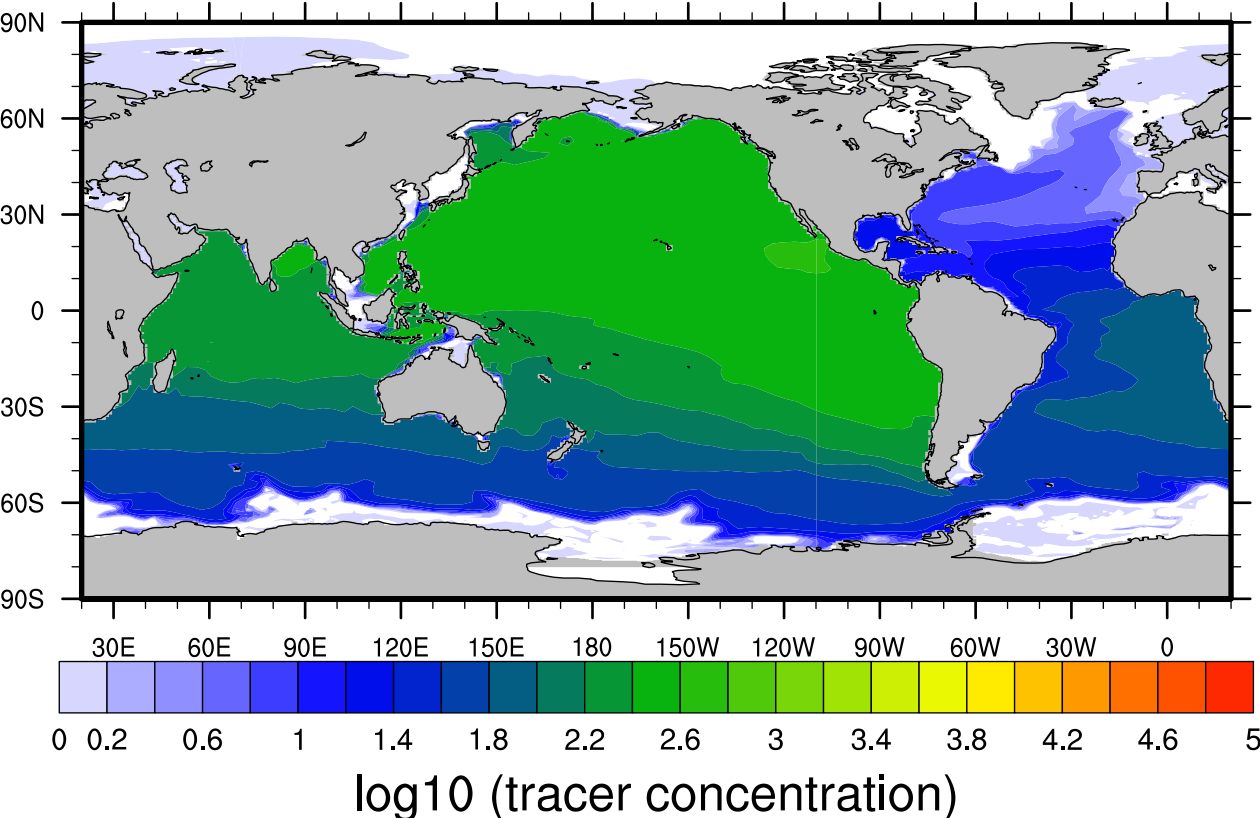 90N
60N
30N
0
30S
60S
90S
30E 60E 90E 120E 150E 180 150W 120W 90W 60W 30W 0
0 0.2 0.6 1 1.4 1.8 2.2 2.6 3 3.4 3.8 4.2 4.6 5
log10 (tracer concentration)